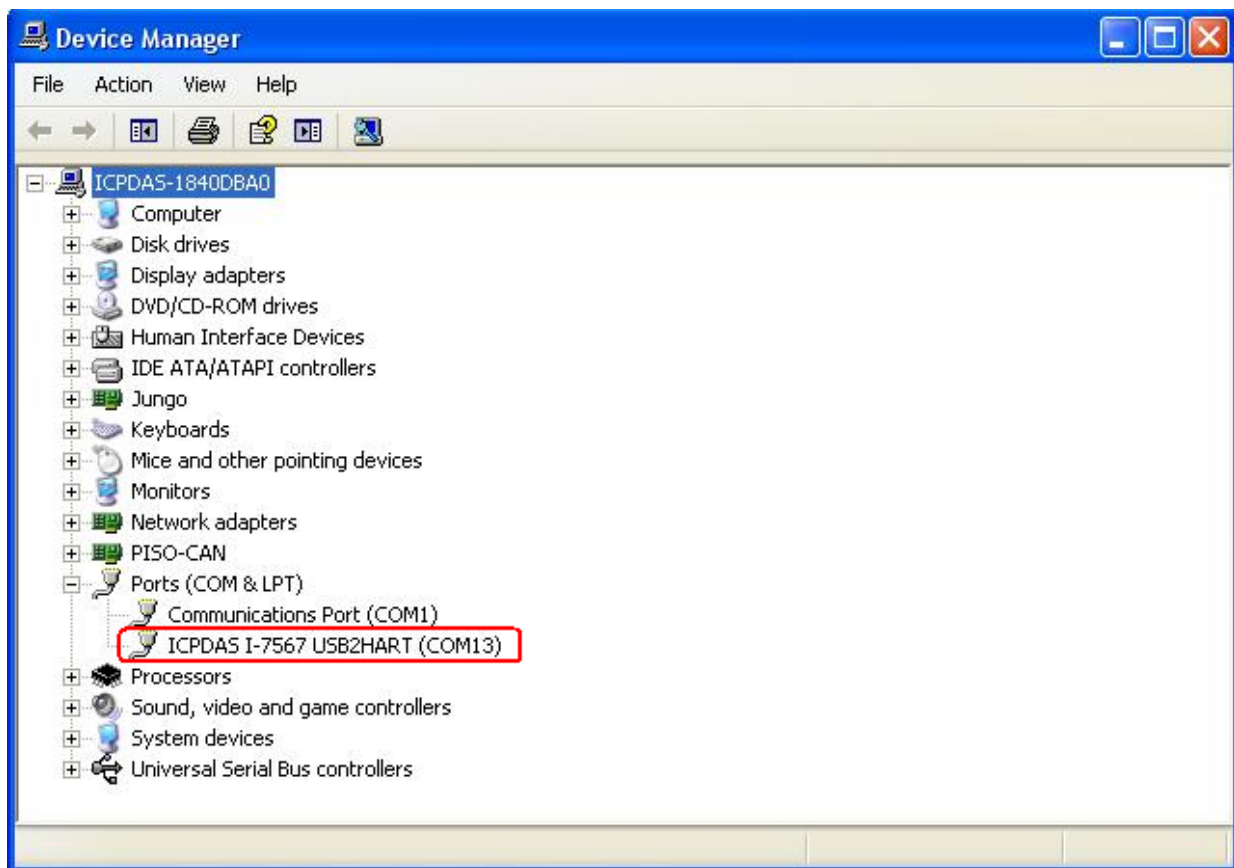 Device Manager
File Action View Help
ICPDAS-1840DBA0
Computer
Disk drives
Display adapters
DVD/CD-ROM drives
Human Interface Devices
IDE ATA/ATAPI controllers
Jungo
Keyboards
Mice and other pointing devices
Monitors
Network adapters
PISO-CAN
Ports (COM & LPT)
Communications Port (COM1)
ICPDAS I-7567 USB2HART (COM13)
Processors
Sound, video and game controllers
System devices
Universal Serial Bus controllers